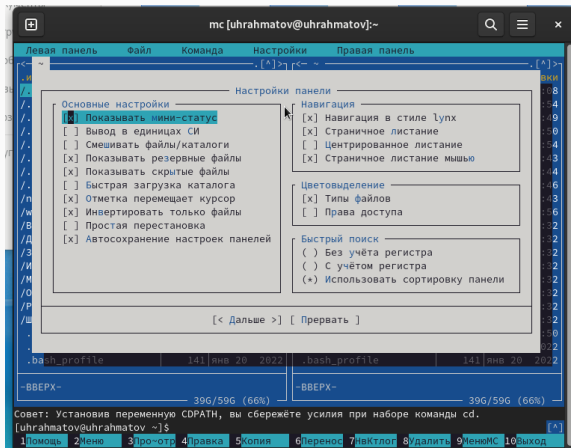 mc [uhrahmatov@uhrahmatov]:~
Левая панель Файл Команда Настройки Правая панель
<— ~ .[^]> <— ~ .[^]>
Настройки панели
Основные настройки
[x] Показывать мини-статус
[ ] Вывод в единицах СИ
[ ] Смешивать файлы/каталоги
[x] Показывать резервные файлы
[x] Показывать скрытые файлы
[ ] Быстрая загрузка каталога
[x] Отметка перемещает курсор
[x] Инвертировать только файлы
[ ] Простая перестановка
[x] Автосохранение настроек панелей
Навигация
[x] Навигация в стиле lynx
[x] Страничное листание
[ ] Центрированное листание
[x] Страничное листание мышью
Цветовыделение
[x] Типы файлов
[ ] Права доступа
Быстрый поиск
( ) Без учёта регистра
( ) С учётом регистра
(*) Использовать сортировку панели
[< Дальше >] [ Прервать ]
.bash_profile 141 янв 20 2022 .bash_profile 141 янв 20 2022
-ВВЕРХ- -ВВЕРХ-
39G/59G (66%) 39G/59G (66%)
Совет: Установив переменную CDPATH, вы сбережёте усилия при наборе команды cd.
[uhrahmatov@uhrahmatov ~]$ [^]
1Помощь 2Меню 3Про~отр 4Правка 5Копия 6Перенос 7НвКтлог 8Удалить 9МенюМС 10Выход